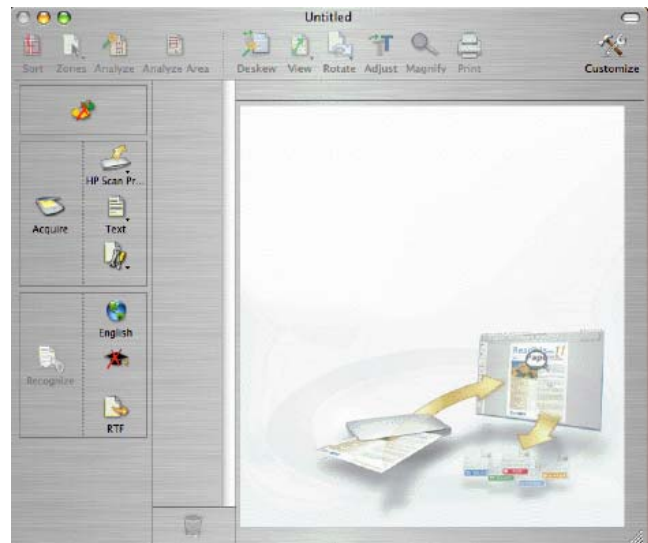 Untitled
Sort Zones Analyze Analyze Area Deskew View Rotate Adjust Magnify Print Customize
HP Scan Pr...
Acquire Text
English
Recognize
RTF